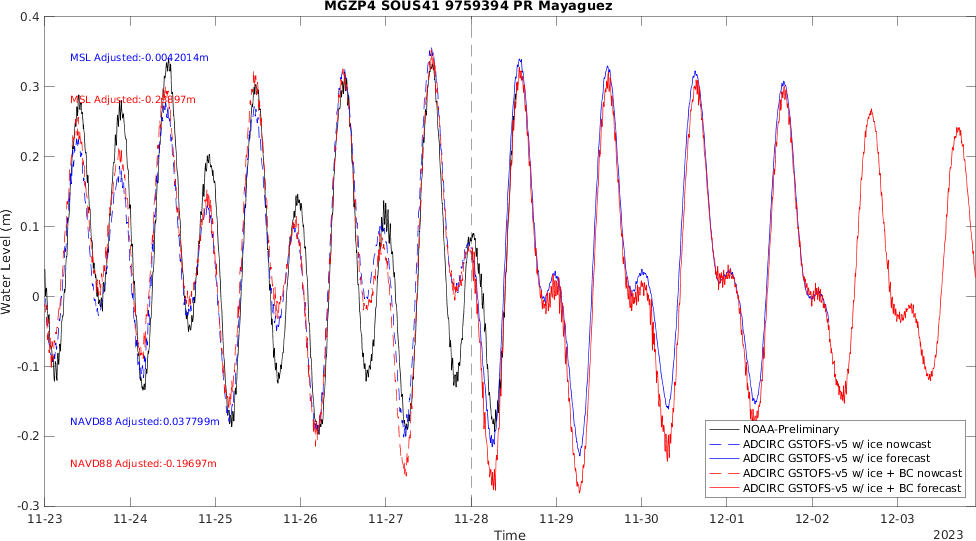 MGZP4 SOUS41 9759394 PR Mayaguez
0.4
0.3
0.2
0.1
0
-0.1
-0.2
-0.3
Water Level (m)
MSL Adjusted:-0.0042014m
MSL Adjusted:-0.23897m
NAVD88 Adjusted:0.037799m
NAVD88 Adjusted:-0.19697m
NOAA-Preliminary
ADCIRC GSTOFS-v5 w/ ice nowcast
ADCIRC GSTOFS-v5 w/ ice forecast
ADCIRC GSTOFS-v5 w/ ice + BC nowcast
ADCIRC GSTOFS-v5 w/ ice + BC forecast
11-23 11-24 11-25 11-26 11-27 11-28 11-29 11-30 12-01 12-02 12-03
2023
Time